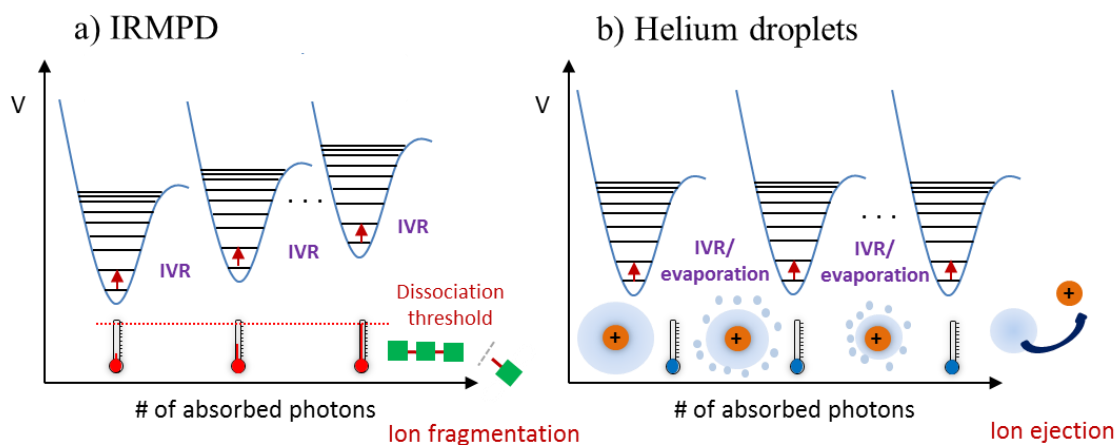 a) IRMPD
V
IVR
IVR
IVR
. . .
Dissociation
threshold
# of absorbed photons
Ion fragmentation
b) Helium droplets
V
IVR/
evaporation
. . .
IVR/
evaporation
+
+
+
+
# of absorbed photons
Ion ejection